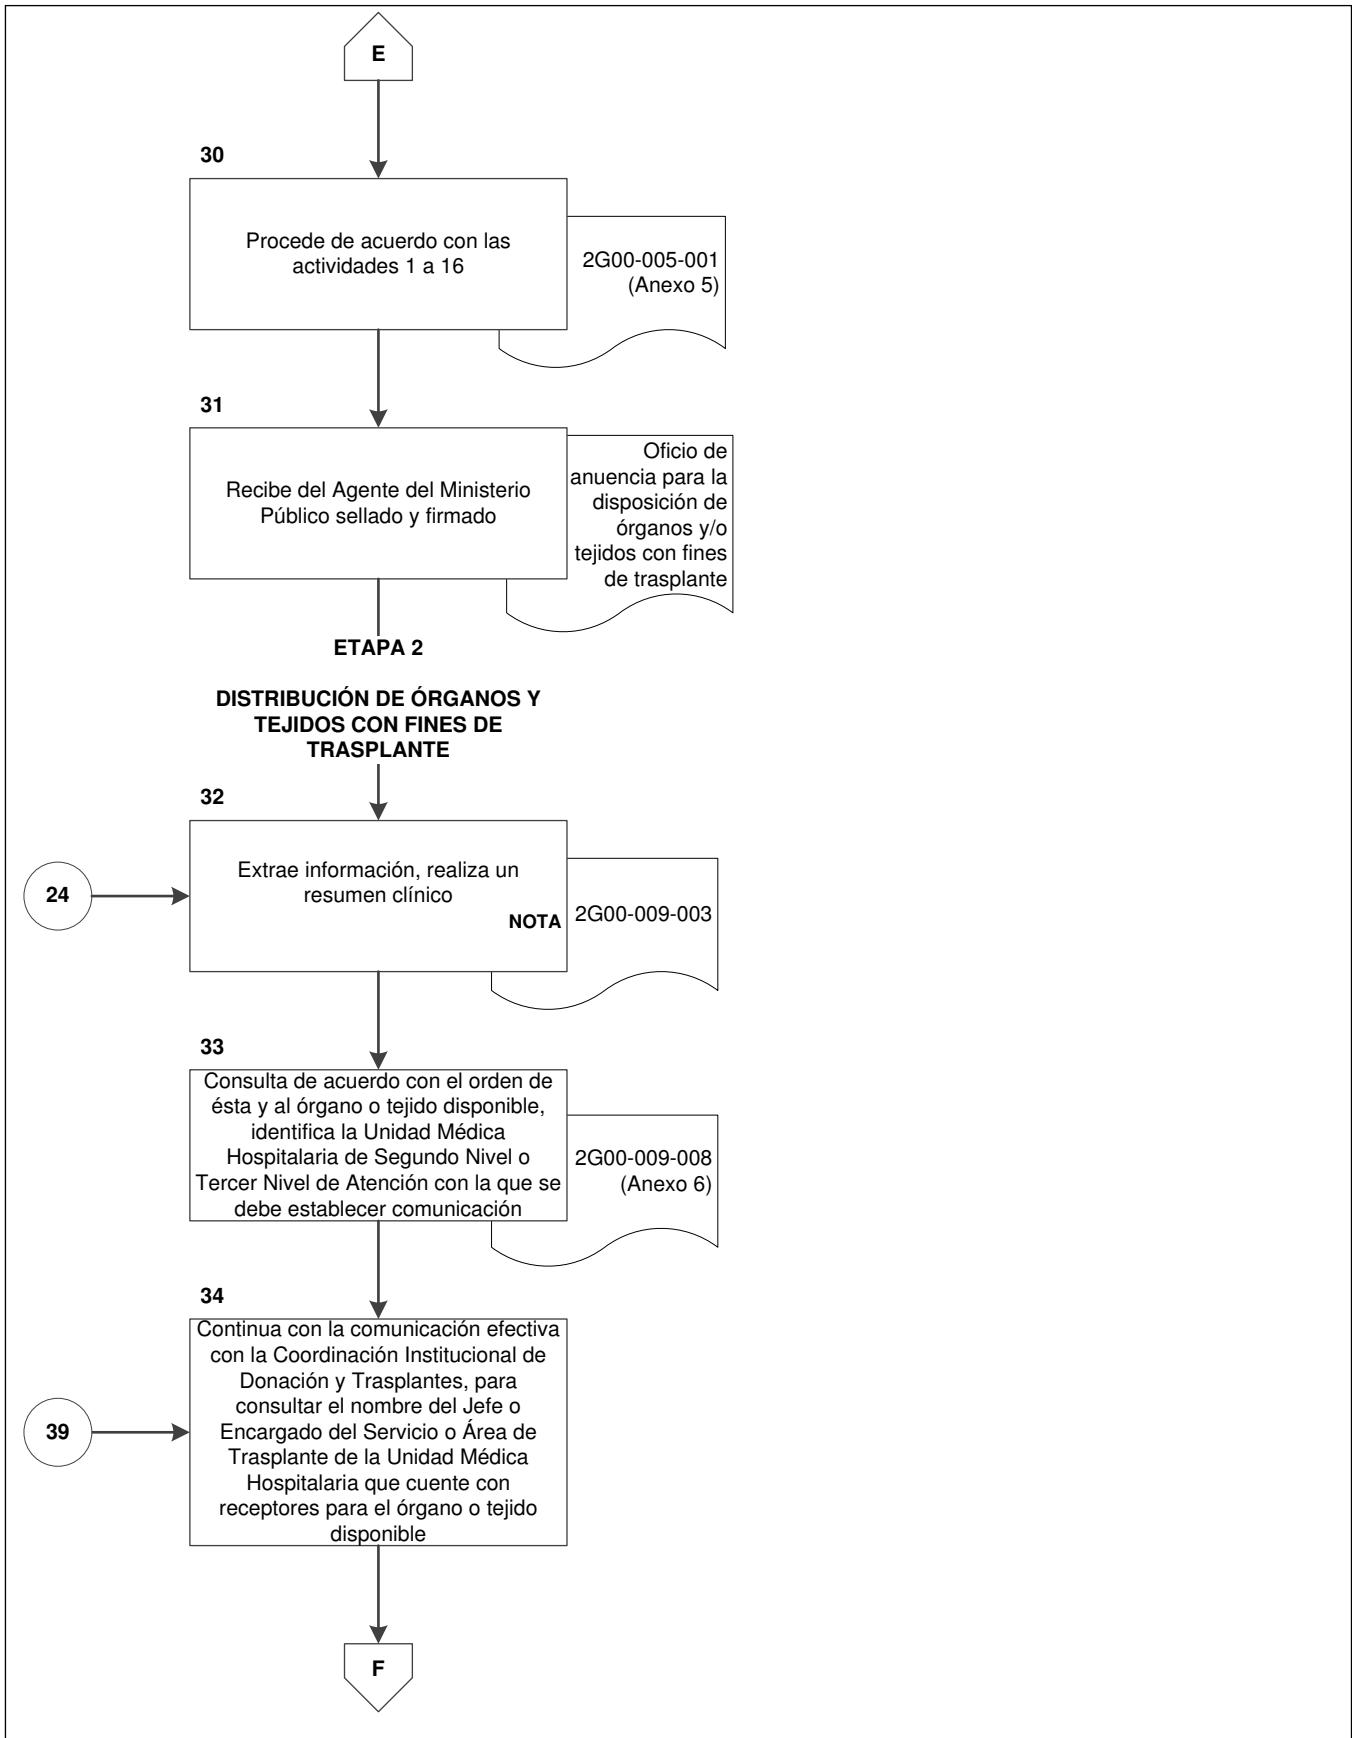 E
30
Procede de acuerdo con las
actividades 1 a 16
2G00-005-001
(Anexo 5)
31
Recibe del Agente del Ministerio
Público sellado y firmado
Oficio de
anuencia para la
disposición de
órganos y/o
tejidos con fines
de trasplante
ETAPA 2
DISTRIBUCIÓN DE ÓRGANOS Y
TEJIDOS CON FINES DE
TRASPLANTE
32
24
Extrae información, realiza un
resumen clínico
NOTA
2G00-009-003
33
Consulta de acuerdo con el orden de
ésta y al órgano o tejido disponible,
identifica la Unidad Médica
Hospitalaria de Segundo Nivel o
Tercer Nivel de Atención con la que se
debe establecer comunicación
2G00-009-008
(Anexo 6)
34
39
Continua con la comunicación efectiva
con la Coordinación Institucional de
Donación y Trasplantes, para
consultar el nombre del Jefe o
Encargado del Servicio o Área de
Trasplante de la Unidad Médica
Hospitalaria que cuente con
receptores para el órgano o tejido
disponible
F